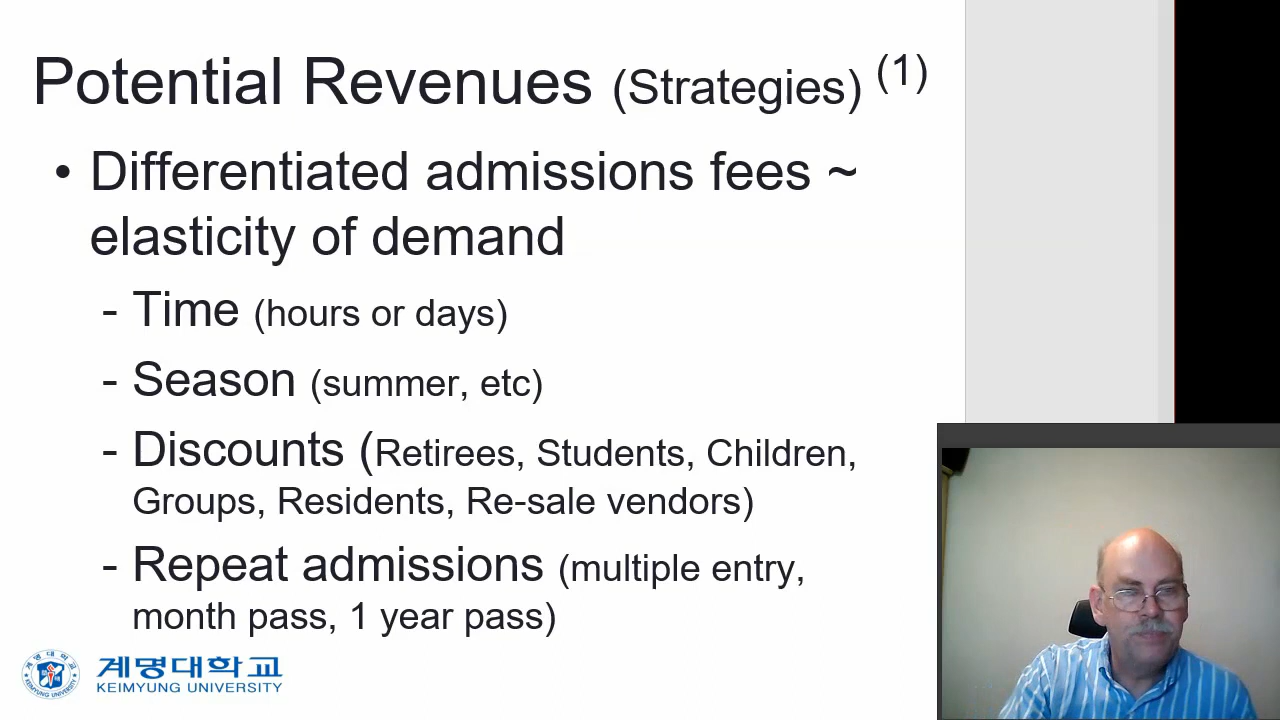 Potential Revenues (Strategies) (1)
• Differentiated admissions fees ~
elasticity of demand
- Time (hours or days)
- Season (summer, etc)
- Discounts (Retirees, Students, Children,
Groups, Residents, Re-sale vendors)
- Repeat admissions (multiple entry,
month pass, 1 year pass)
계명대학교
KEIMYUNG UNIVERSITY